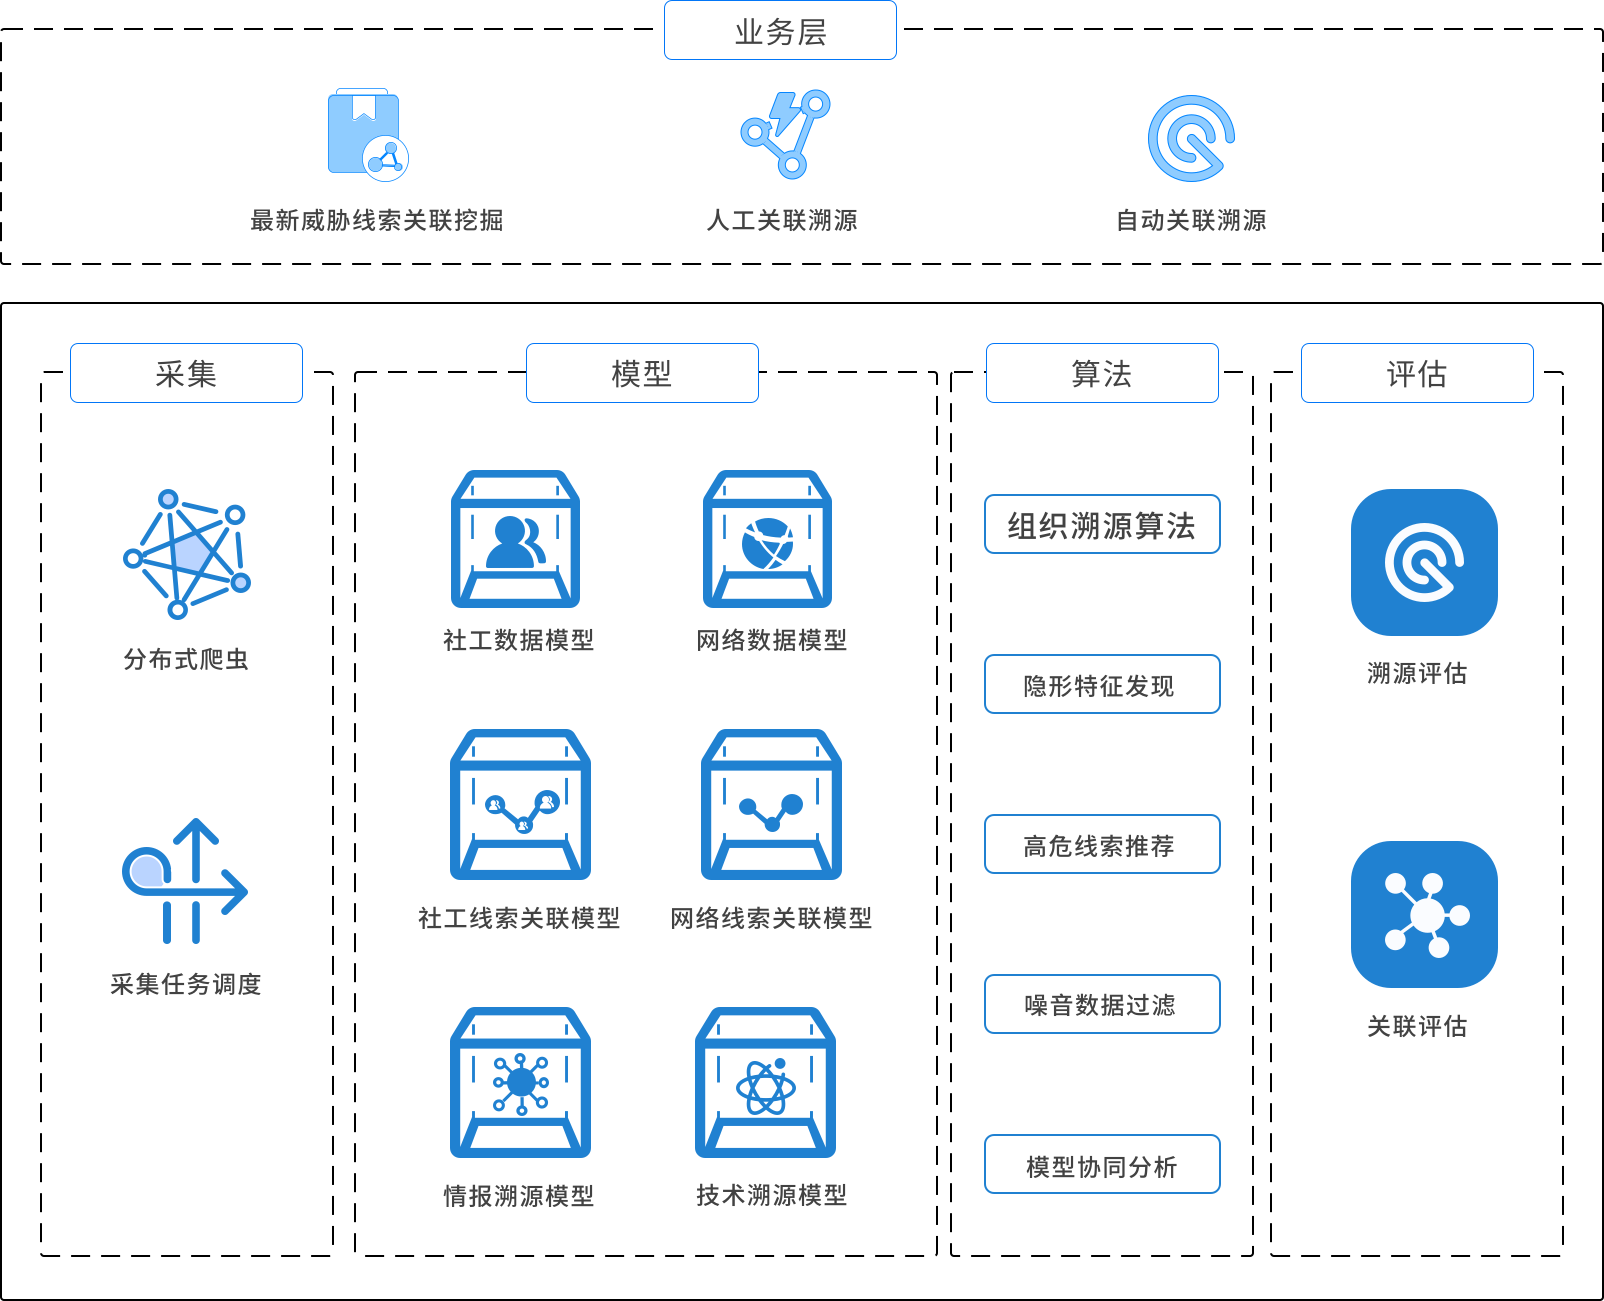 业务层
最新威胁线索关联挖掘
人工关联溯源
自动关联溯源
采集
模型
算法
评估
分布式爬虫
采集任务调度
社工数据模型
网络数据模型
社工线索关联模型
网络线索关联模型
情报溯源模型
技术溯源模型
组织溯源算法
隐形特征发现
高危线索推荐
噪音数据过滤
模型协同分析
溯源评估
关联评估